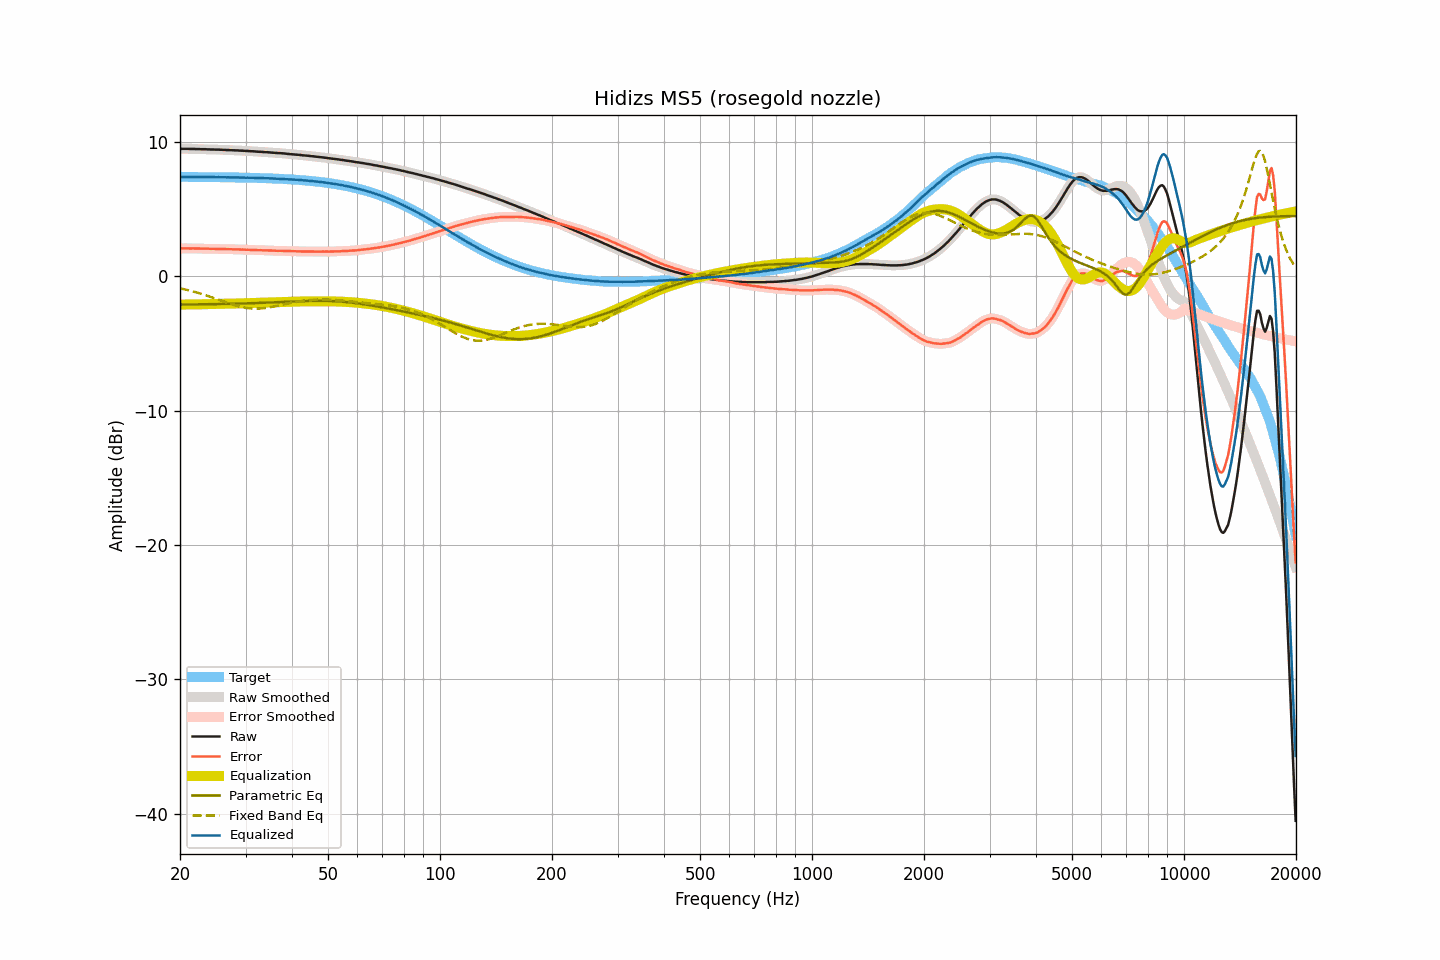 Hidizs MS5 (rosegold nozzle)
Amplitude (dBr)
10
0
−10
−20
−30
−40
Target
Raw Smoothed
Error Smoothed
Raw
Error
Equalization
Parametric Eq
Fixed Band Eq
Equalized
20 50 100 200 500 1000 2000 5000 10000 20000
Frequency (Hz)